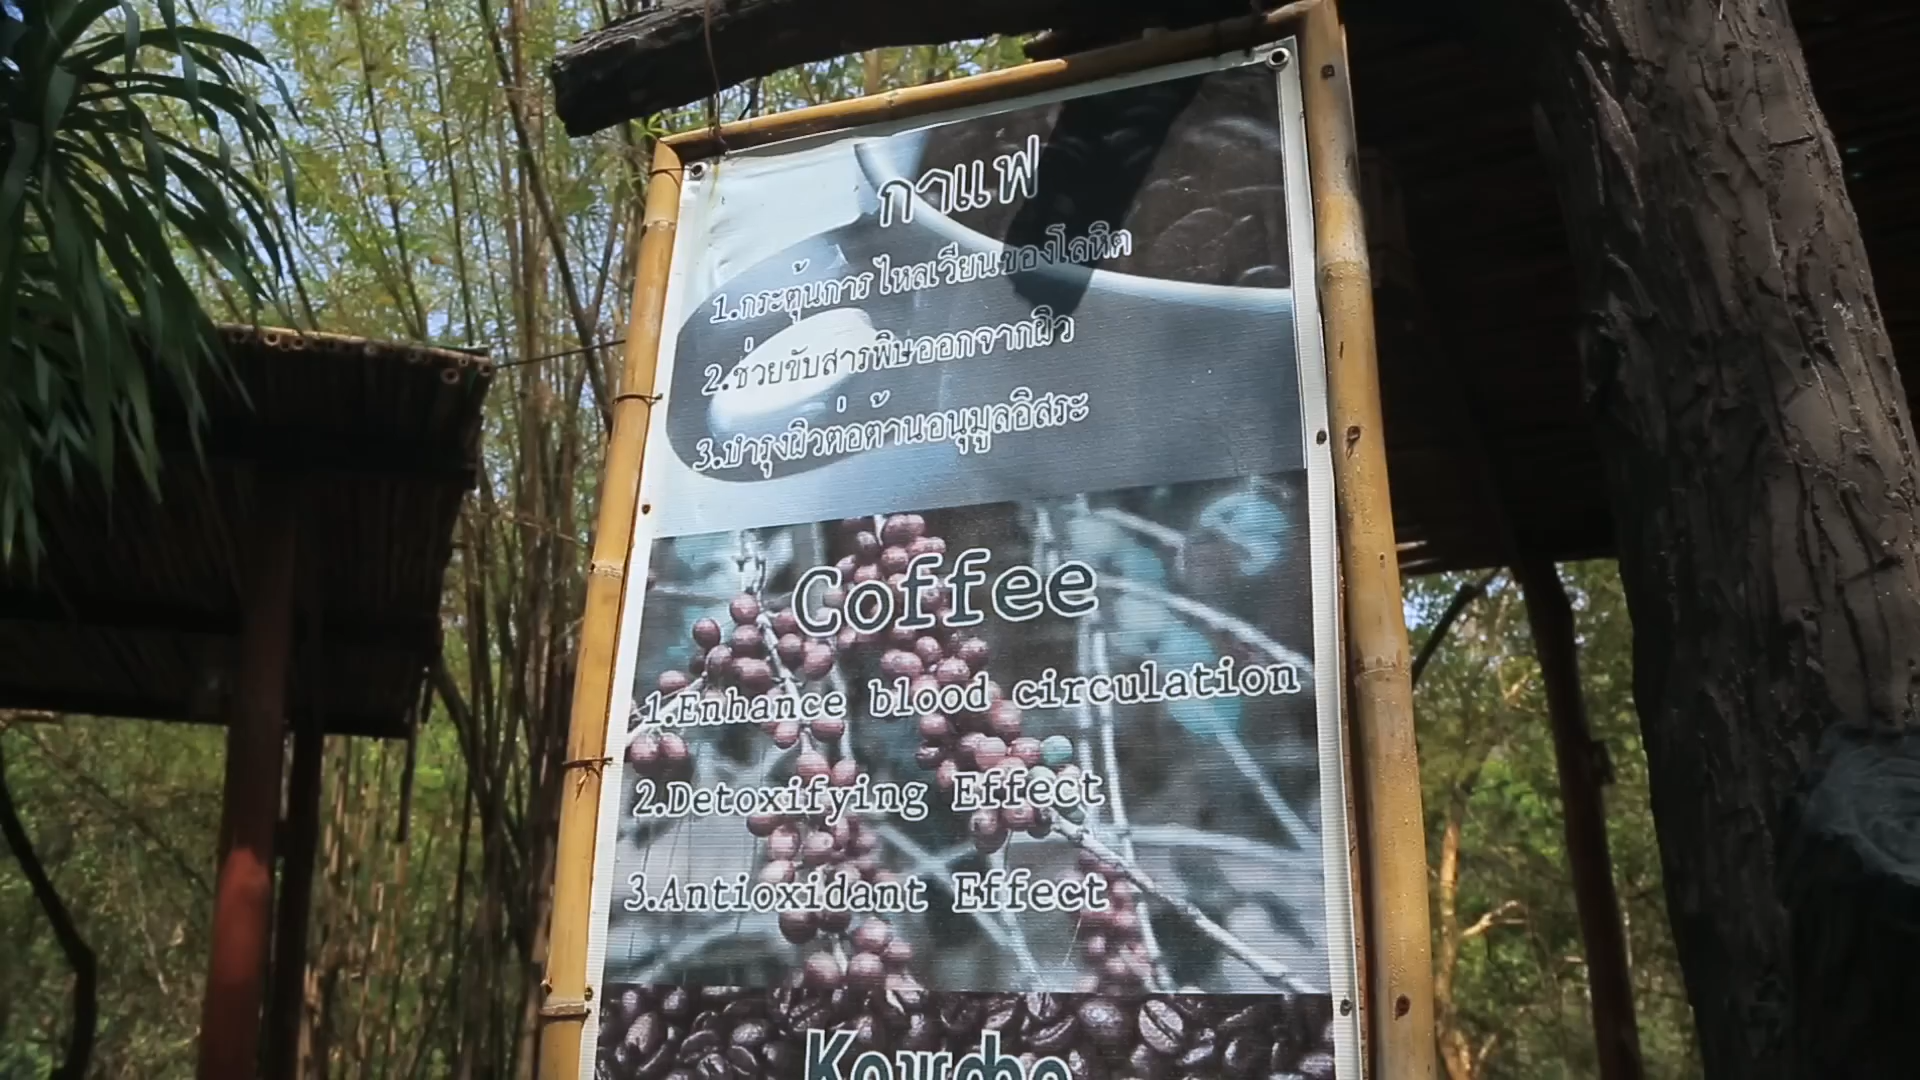 กาแฟ
1.กระตุ้นการไหลเวียนของโลหิต
2.ช่วยขับสารพิษออกจากผิว
3.บำรุงผิวต่อต้านอนุมูลอิสระ
Coffee
1.Enhance blood circulation
2.Detoxifying Effect
3.Antioxidant Effect
Кофе